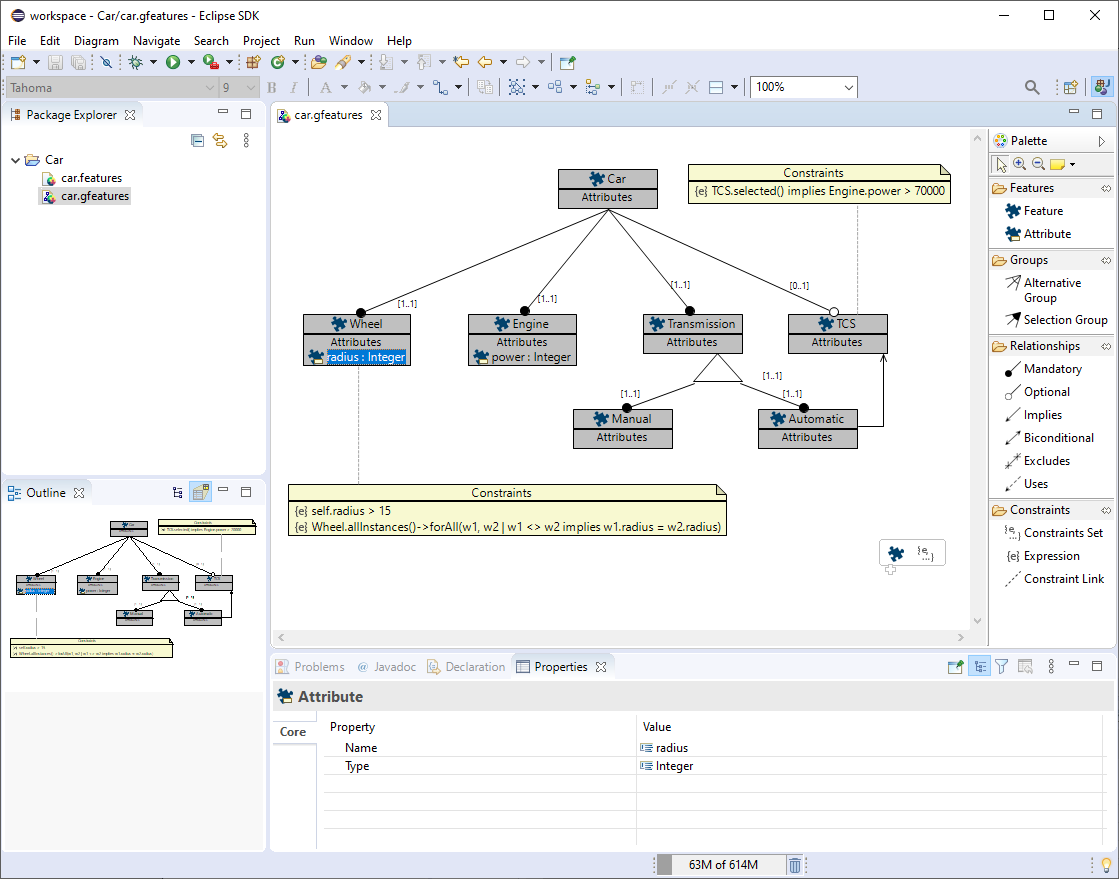 workspace - Car/car.gfeatures - Eclipse SDK
File Edit Diagram Navigate Search Project Run Window Help
Tahoma 9 B I A 100%
Package Explorer
Car
car.features
car.gfeatures
Outline
car.gfeatures
Car
Attributes
Constraints
{e} TCS.selected() implies Engine.power > 70000
[1..1]
[1..1]
[1..1]
[0..1]
Wheel
Attributes
radius : Integer
Engine
Attributes
power : Integer
Transmission
Attributes
TCS
Attributes
[1..1]
[1..1]
[1..1]
Manual
Attributes
Automatic
Attributes
Constraints
{e} self.radius > 15
{e} Wheel.allInstances()->forAll(w1, w2 | w1 <> w2 implies w1.radius = w2.radius)
{e...}
Palette
Features
Feature
Attribute
Groups
Alternative
Group
Selection Group
Relationships
Mandatory
Optional
Implies
Biconditional
Excludes
Uses
Constraints
{e...} Constraints Set
{e} Expression
Constraint Link
Problems @ Javadoc Declaration Properties
Attribute
Core
Property Value
Name radius
Type Integer
63M of 614M